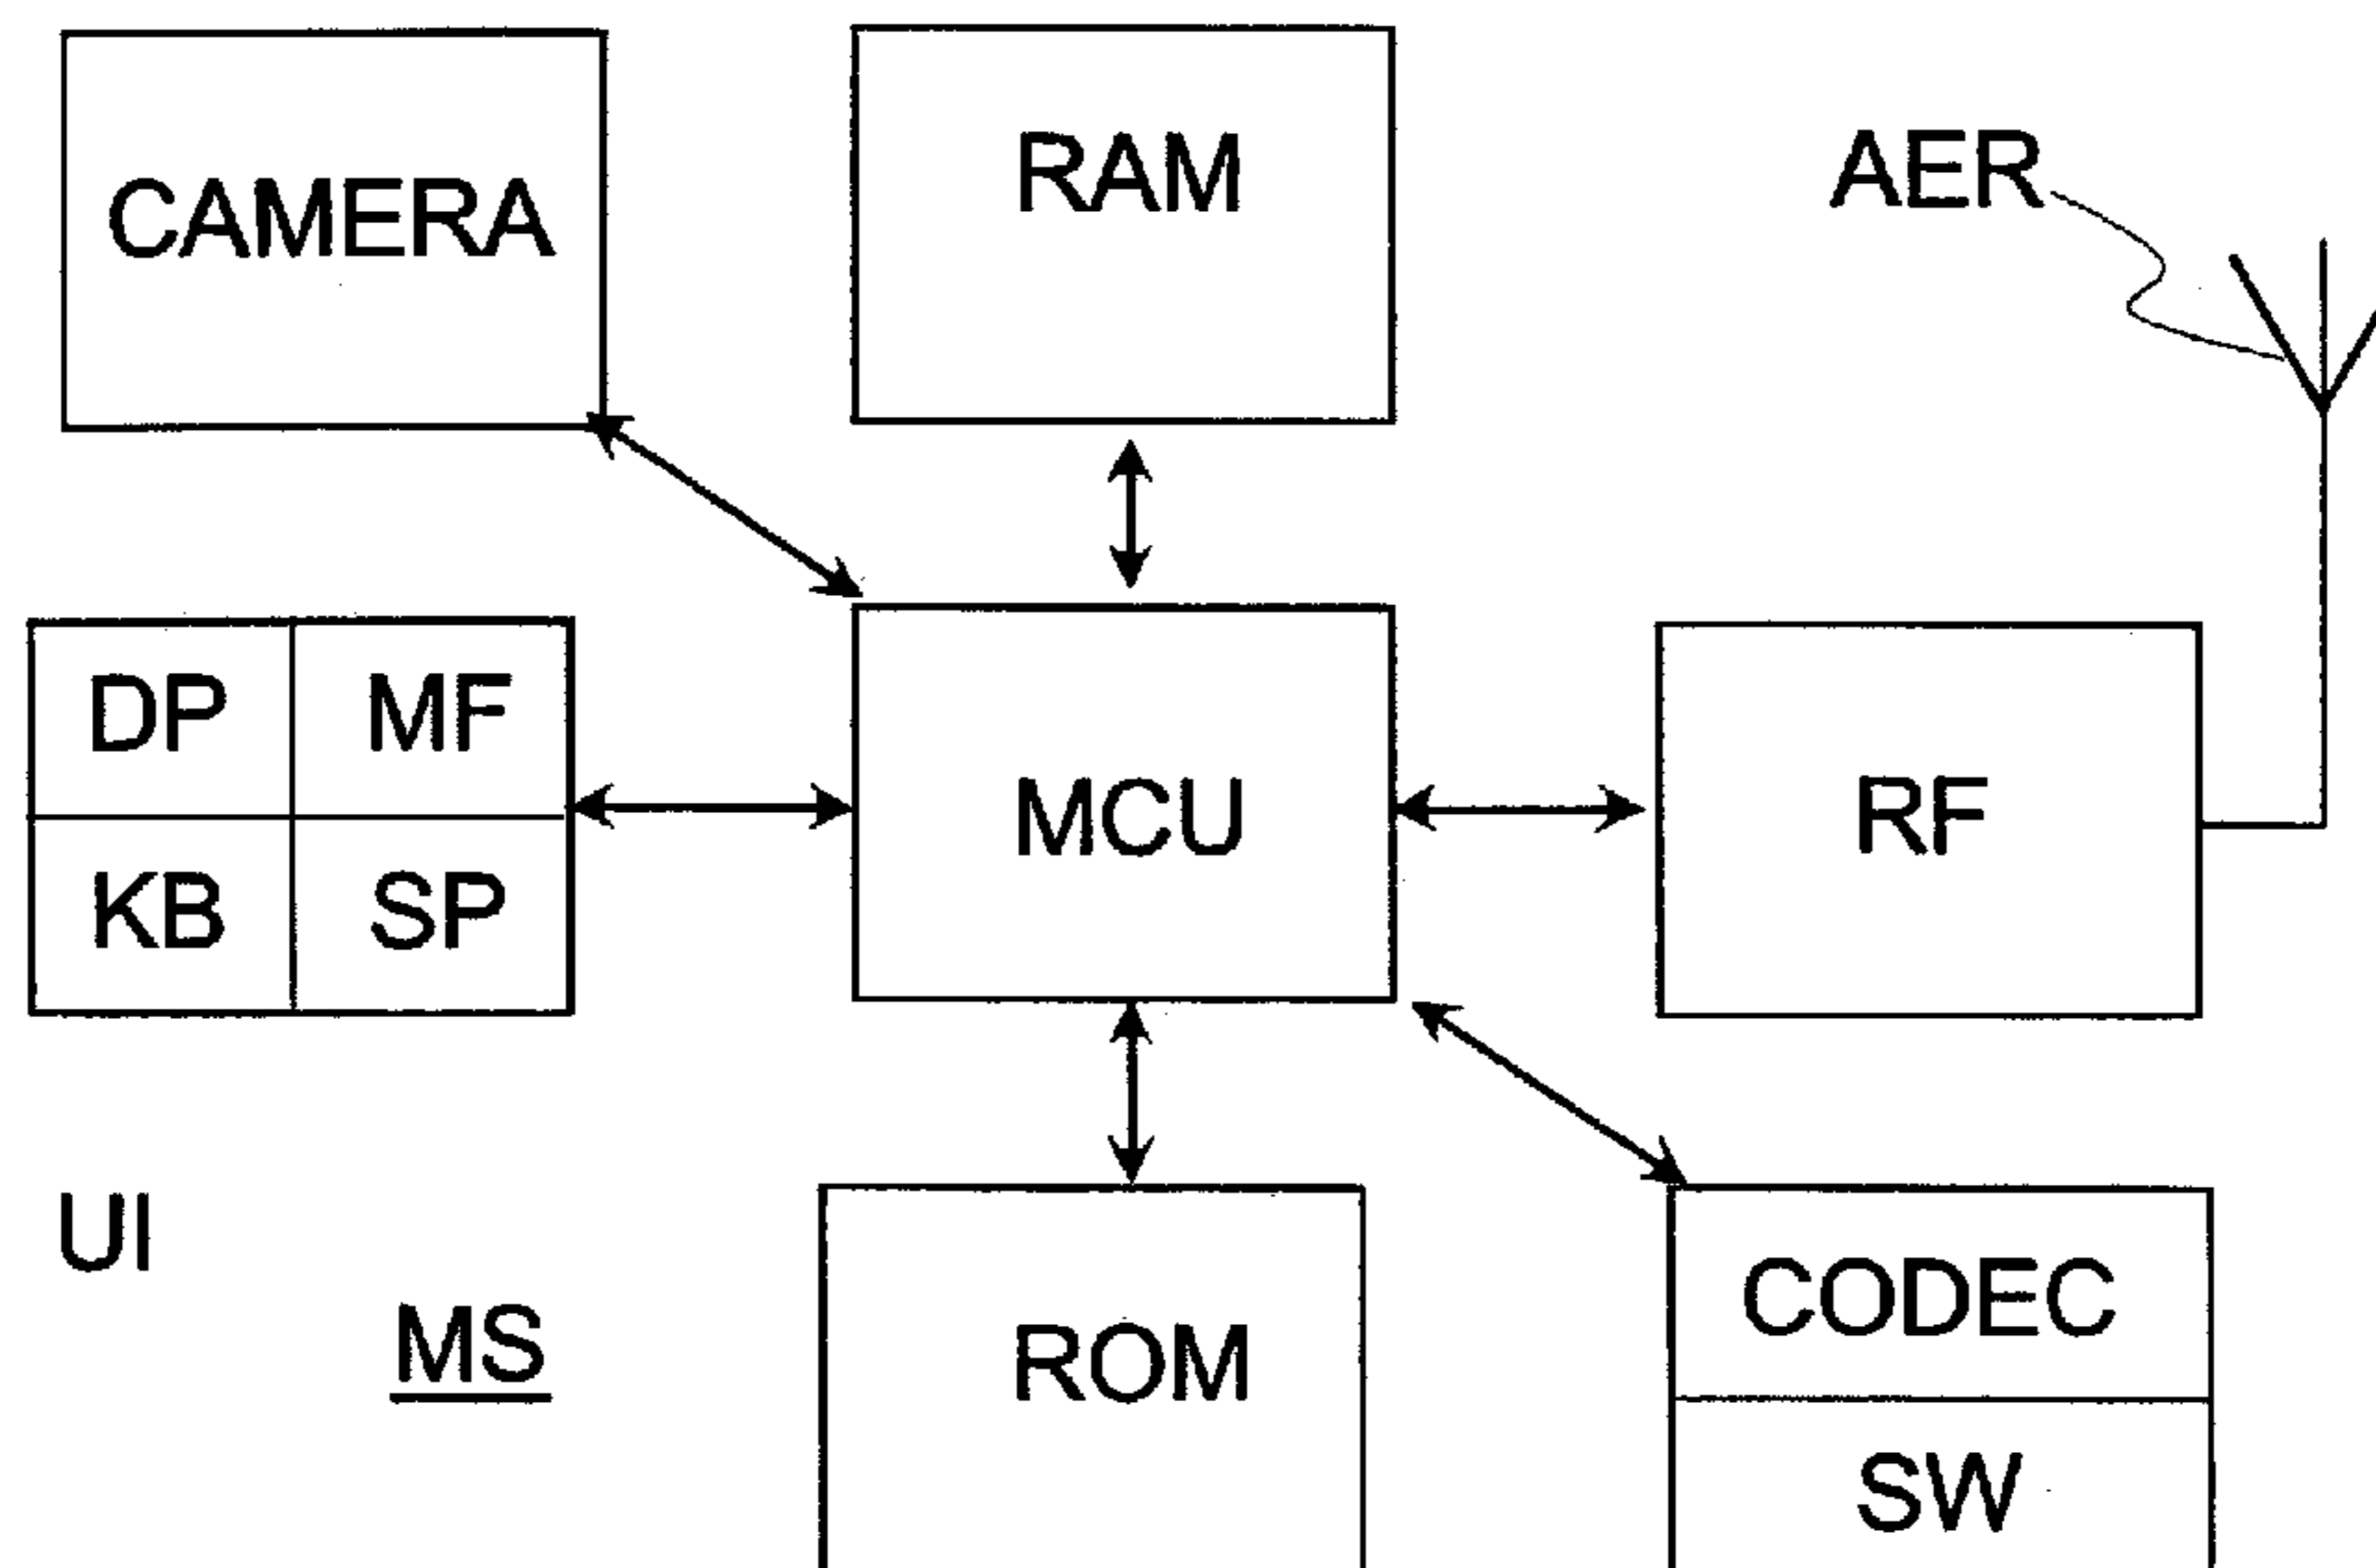 CAMERA
RAM
AER
DP
MF
KB
SP
MCU
RF
UI
MS
ROM
CODEC
SW